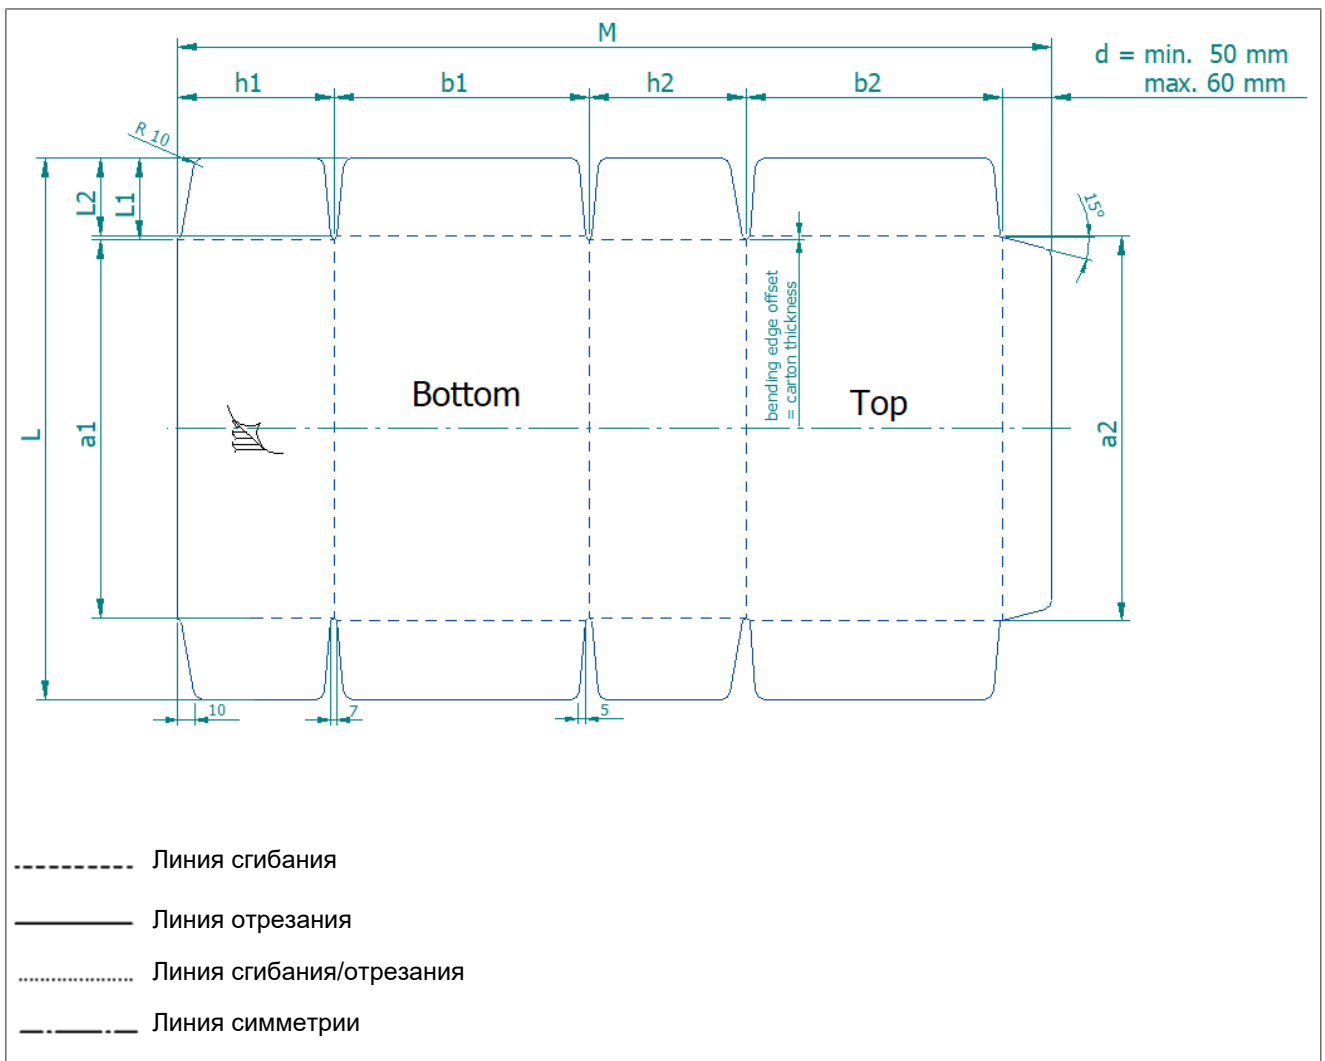 M
d = min. 50 mm
max. 60 mm
h1
b1
h2
b2
R 10
L2
L1
15°
bending edge offset
= carton thickness
Bottom
Top
L
a1
a2
10
7
5
Линия сгибания
Линия отрезания
Линия сгибания/отрезания
Линия симметрии